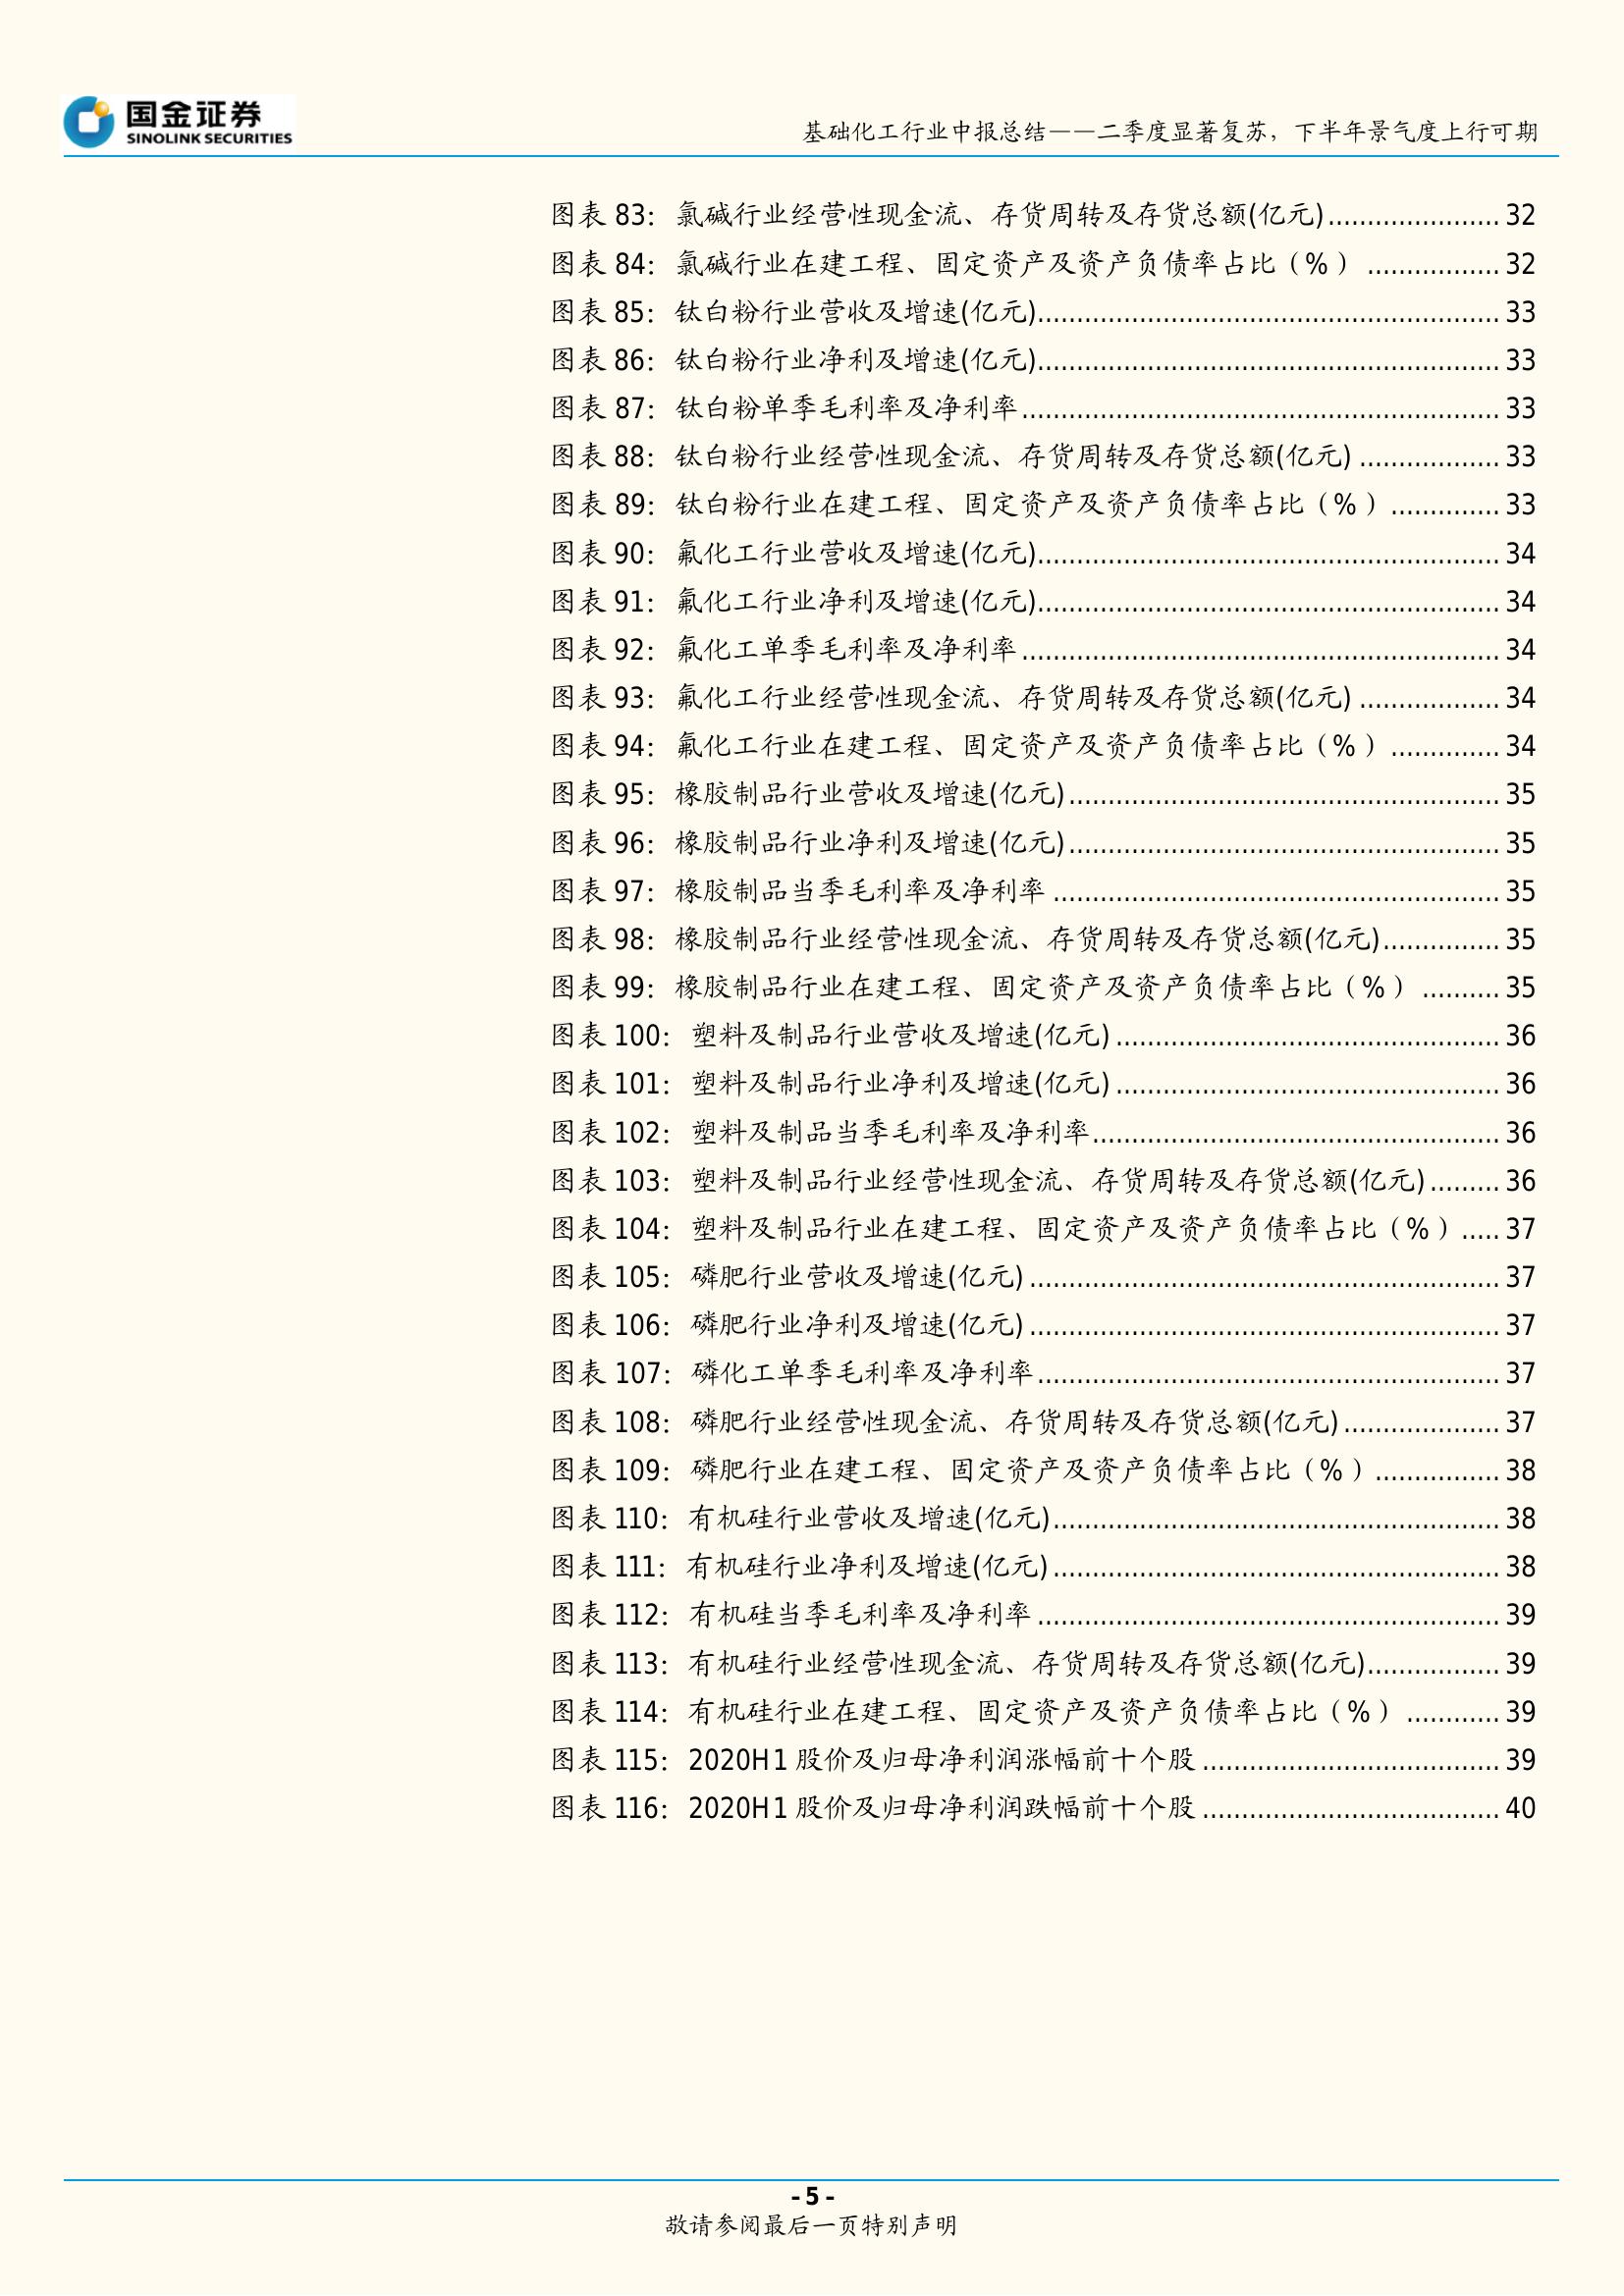 国金证券
SINOLINK SECURITIES
基础化工行业中报总结——二季度显著复苏，下半年景气度上行可期
图表 83：氯碱行业经营性现金流、存货周转及存货总额(亿元)...................... 32
图表 84：氯碱行业在建工程、固定资产及资产负债率占比（%） ................. 32
图表 85：钛白粉行业营收及增速(亿元)........................................................... 33
图表 86：钛白粉行业净利及增速(亿元)........................................................... 33
图表 87：钛白粉单季毛利率及净利率............................................................. 33
图表 88：钛白粉行业经营性现金流、存货周转及存货总额(亿元) .................. 33
图表 89：钛白粉行业在建工程、固定资产及资产负债率占比（%）.............. 33
图表 90：氟化工行业营收及增速(亿元)........................................................... 34
图表 91：氟化工行业净利及增速(亿元)........................................................... 34
图表 92：氟化工单季毛利率及净利率............................................................. 34
图表 93：氟化工行业经营性现金流、存货周转及存货总额(亿元) .................. 34
图表 94：氟化工行业在建工程、固定资产及资产负债率占比（%）.............. 34
图表 95：橡胶制品行业营收及增速(亿元)....................................................... 35
图表 96：橡胶制品行业净利及增速(亿元)....................................................... 35
图表 97：橡胶制品当季毛利率及净利率 ......................................................... 35
图表 98：橡胶制品行业经营性现金流、存货周转及存货总额(亿元)............... 35
图表 99：橡胶制品行业在建工程、固定资产及资产负债率占比（%） .......... 35
图表 100：塑料及制品行业营收及增速(亿元) ................................................. 36
图表 101：塑料及制品行业净利及增速(亿元) ................................................. 36
图表 102：塑料及制品当季毛利率及净利率.................................................... 36
图表 103：塑料及制品行业经营性现金流、存货周转及存货总额(亿元)......... 36
图表 104：塑料及制品行业在建工程、固定资产及资产负债率占比（%）..... 37
图表 105：磷肥行业营收及增速(亿元) ............................................................ 37
图表 106：磷肥行业净利及增速(亿元) ............................................................ 37
图表 107：磷化工单季毛利率及净利率........................................................... 37
图表 108：磷肥行业经营性现金流、存货周转及存货总额(亿元).................... 37
图表 109：磷肥行业在建工程、固定资产及资产负债率占比（%）................ 38
图表 110：有机硅行业营收及增速(亿元)......................................................... 38
图表 111：有机硅行业净利及增速(亿元)......................................................... 38
图表 112：有机硅当季毛利率及净利率 ........................................................... 39
图表 113：有机硅行业经营性现金流、存货周转及存货总额(亿元)................. 39
图表 114：有机硅行业在建工程、固定资产及资产负债率占比（%） ............ 39
图表 115：2020H1 股价及归母净利润涨幅前十个股 ...................................... 39
图表 116：2020H1 股价及归母净利润跌幅前十个股 ...................................... 40
- 5 -
敬请参阅最后一页特别声明